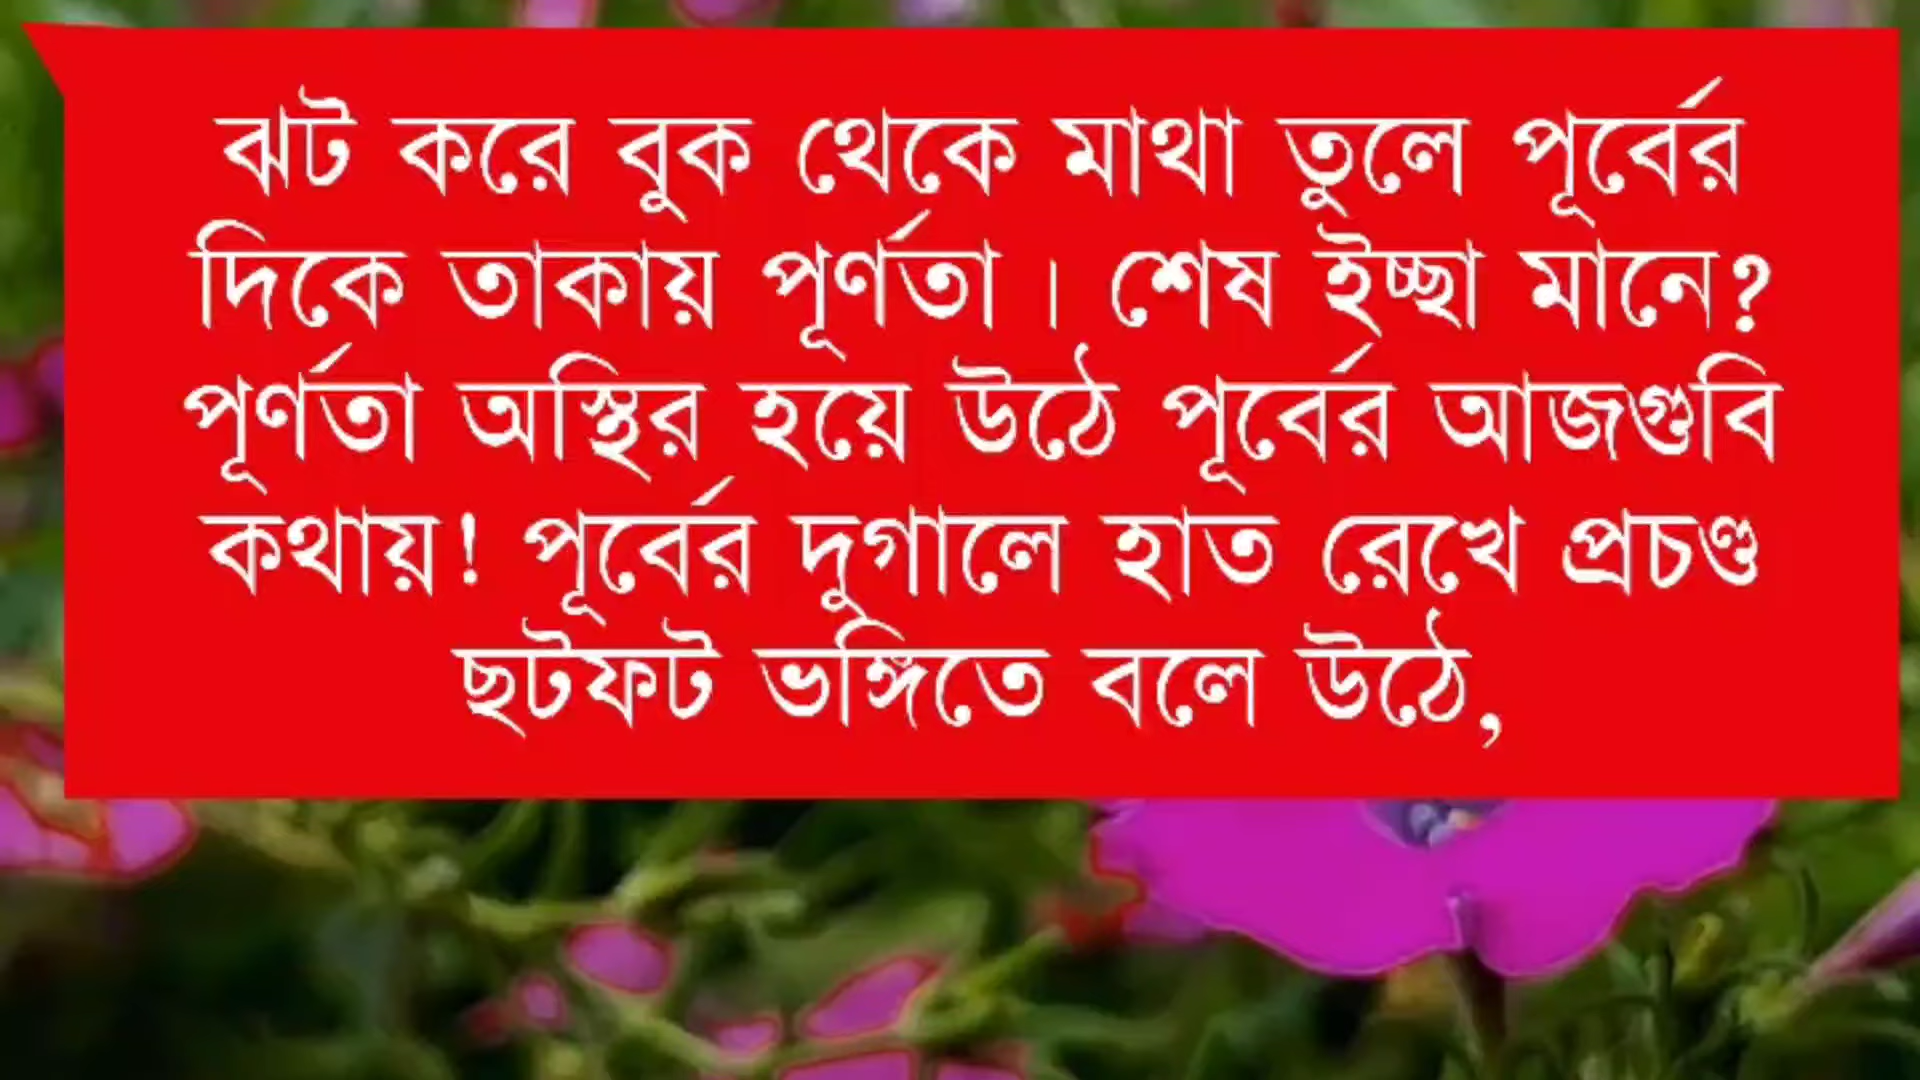 ঝট করে বুক থেকে মাথা তুলে পূর্বের
দিকে তাকায় পূর্ণতা। শেষ ইচ্ছা মানে?
পূর্ণতা অস্থির হয়ে উঠে পূর্বের আজগুবি
কথায়! পূর্বের দুগালে হাত রেখে প্রচণ্ড
ছটফট ভঙ্গিতে বলে উঠে,